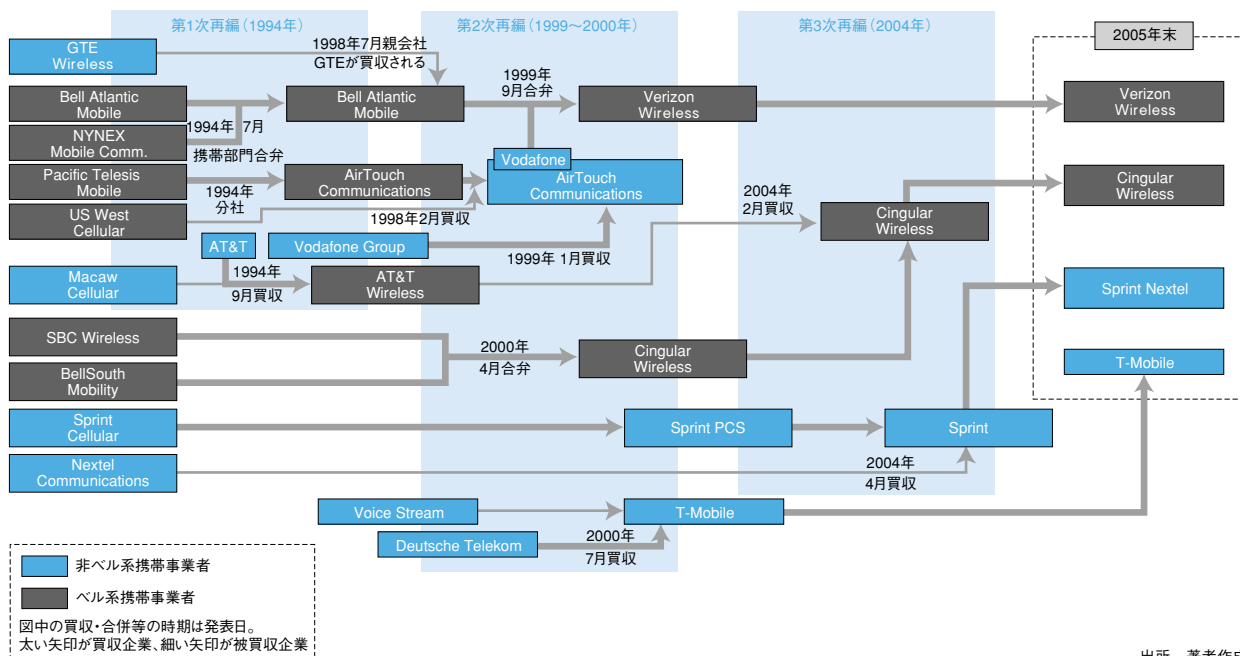 第1次再編(1994年)
第2次再編(1999〜2000年)
第3次再編(2004年)
2005年末
GTE
Wireless
1998年7月親会社
GTEが買収される
Bell Atlantic
Mobile
NYNEX
Mobile Comm.
1994年 7月
携帯部門合弁
Bell Atlantic
Mobile
1999年
9月合弁
Verizon
Wireless
Verizon
Wireless
Pacific Telesis
Mobile
1994年
分社
AirTouch
Communications
Vodafone
AirTouch
Communications
US West
Cellular
1998年2月買収
AT&T
Vodafone Group
1999年 1月買収
Macaw
Cellular
1994年
9月買収
AT&T
Wireless
2004年
2月買収
Cingular
Wireless
Cingular
Wireless
SBC Wireless
BellSouth
Mobility
2000年
4月合弁
Cingular
Wireless
Sprint Nextel
T-Mobile
Sprint
Cellular
Sprint PCS
Sprint
Nextel
Communications
2004年
4月買収
Voice Stream
T-Mobile
Deutsche Telekom
2000年
7月買収
非ベル系携帯事業者
ベル系携帯事業者
図中の買収・合併等の時期は発表日。
太い矢印が買収企業、細い矢印が被買収企業